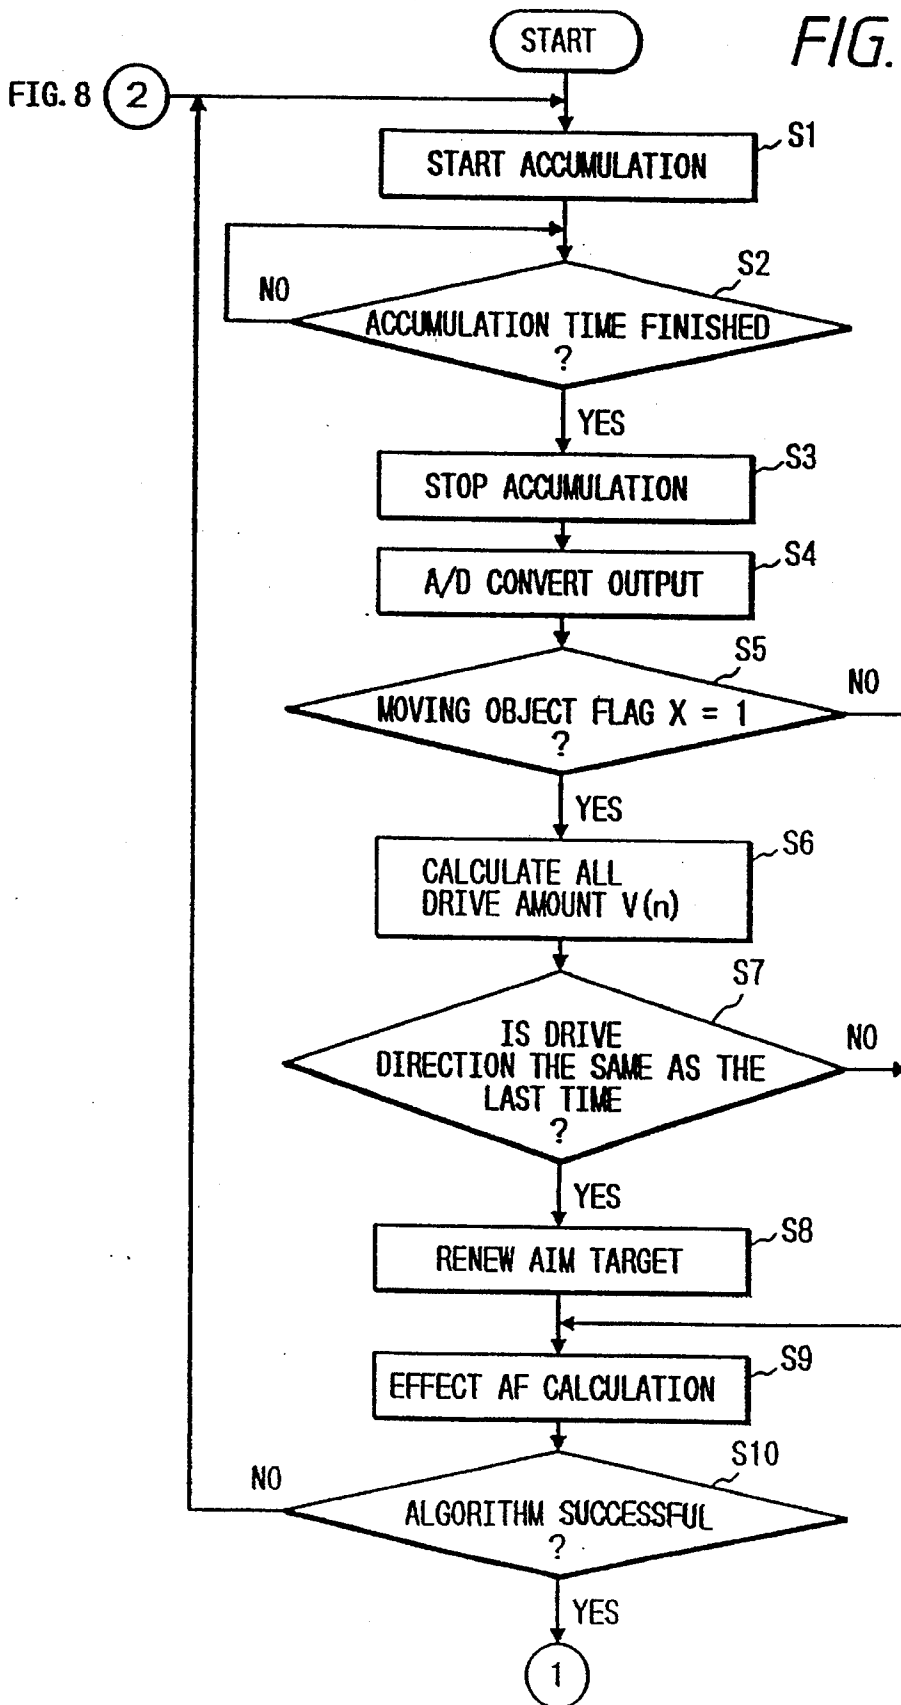 START
FIG.
FIG. 8 2
S1
START ACCUMULATION
S2
NO
ACCUMULATION TIME FINISHED
?
YES
S3
STOP ACCUMULATION
S4
A/D CONVERT OUTPUT
S5
NO
MOVING OBJECT FLAG X = 1
?
YES
S6
CALCULATE ALL
DRIVE AMOUNT V(n)
S7
IS DRIVE
NO
DIRECTION THE SAME AS THE
LAST TIME
?
YES
S8
RENEW AIM TARGET
S9
EFFECT AF CALCULATION
S10
NO
ALGORITHM SUCCESSFUL
?
YES
1